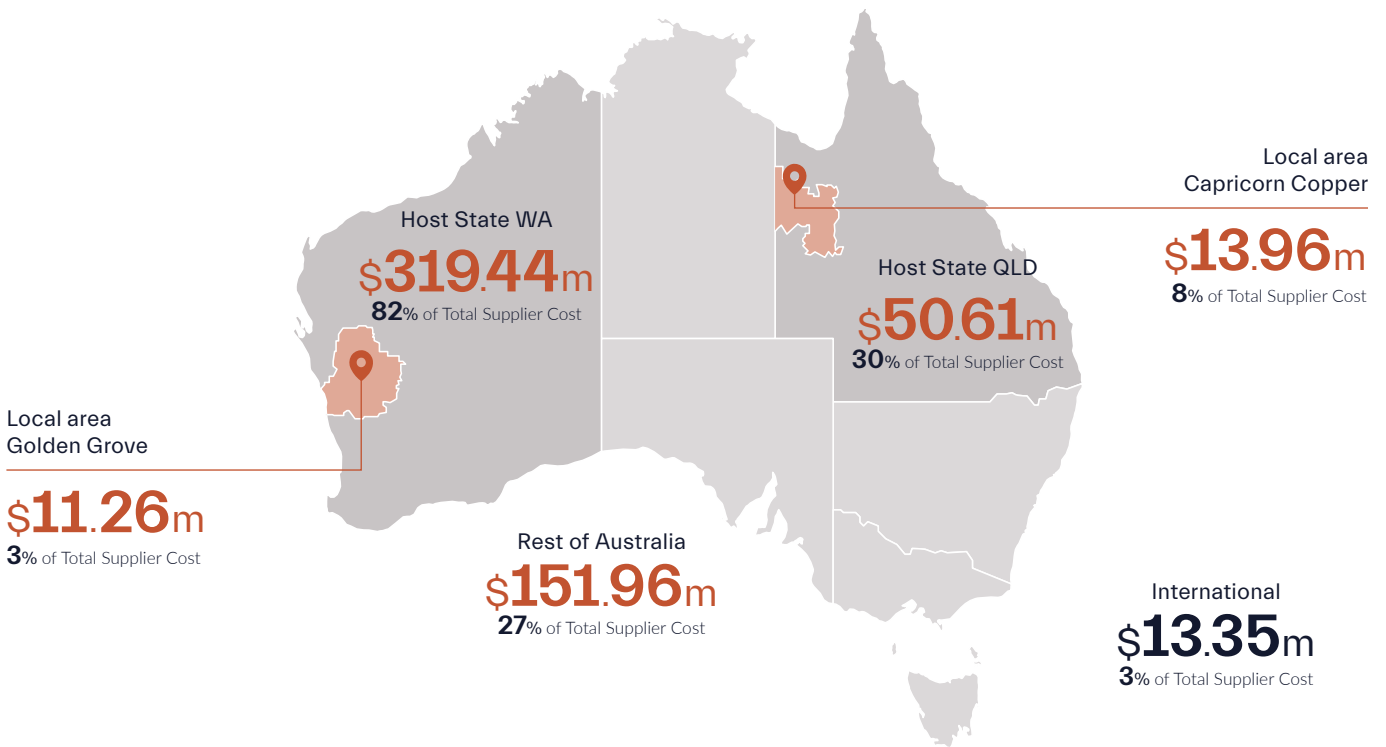 Local area
Capricorn Copper
$13.96m
8% of Total Supplier Cost
Host State WA
$319.44m
82% of Total Supplier Cost
Host State QLD
$50.61m
30% of Total Supplier Cost
Local area
Golden Grove
$11.26m
3% of Total Supplier Cost
Rest of Australia
$151.96m
27% of Total Supplier Cost
International
$13.35m
3% of Total Supplier Cost